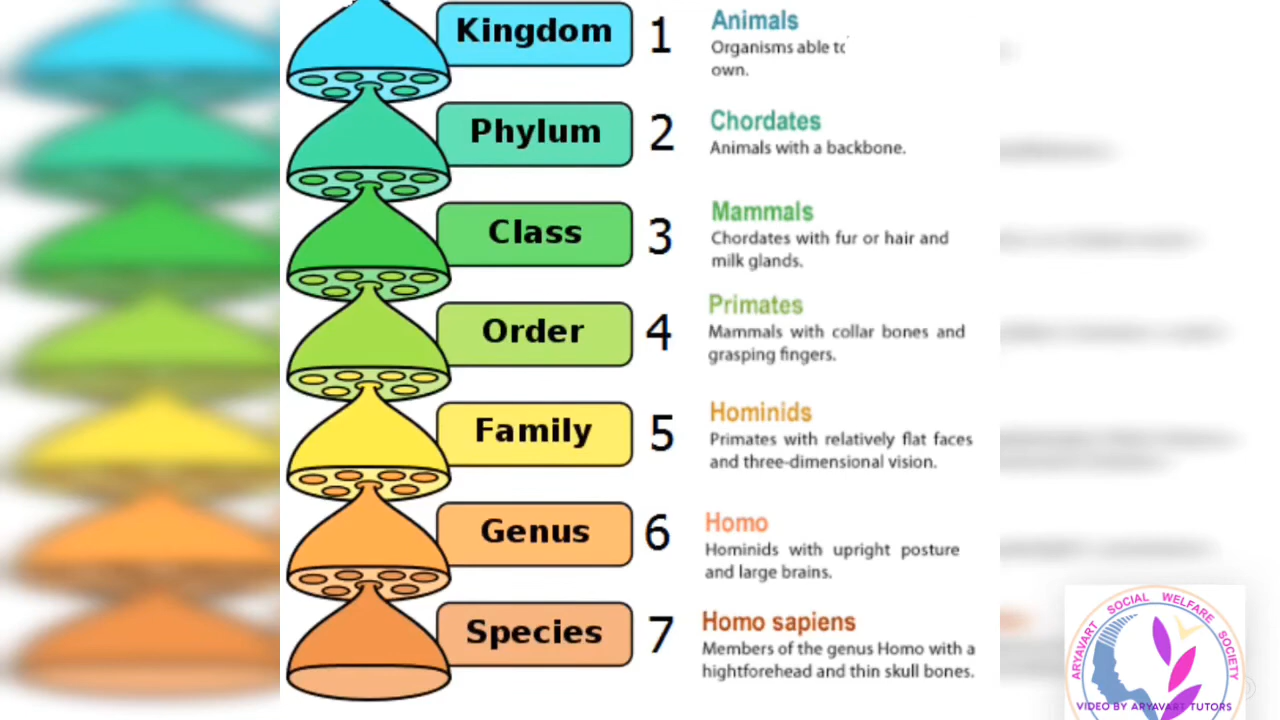 Kingdom 1 Animals
Organisms able to
own.
Phylum 2 Chordates
Animals with a backbone.
Class 3 Mammals
Chordates with fur or hair and
milk glands.
Order 4 Primates
Mammals with collar bones and
grasping fingers.
Family 5 Hominids
Primates with relatively flat faces
and three-dimensional vision.
Genus 6 Homo
Hominids with upright posture
and large brains.
Species 7 Homo sapiens
Members of the genus Homo with a
hightforehead and thin skull bones.
ARYAVART SOCIAL WELFARE SOCIETY
VIDEO BY ARYAVART TUTORS